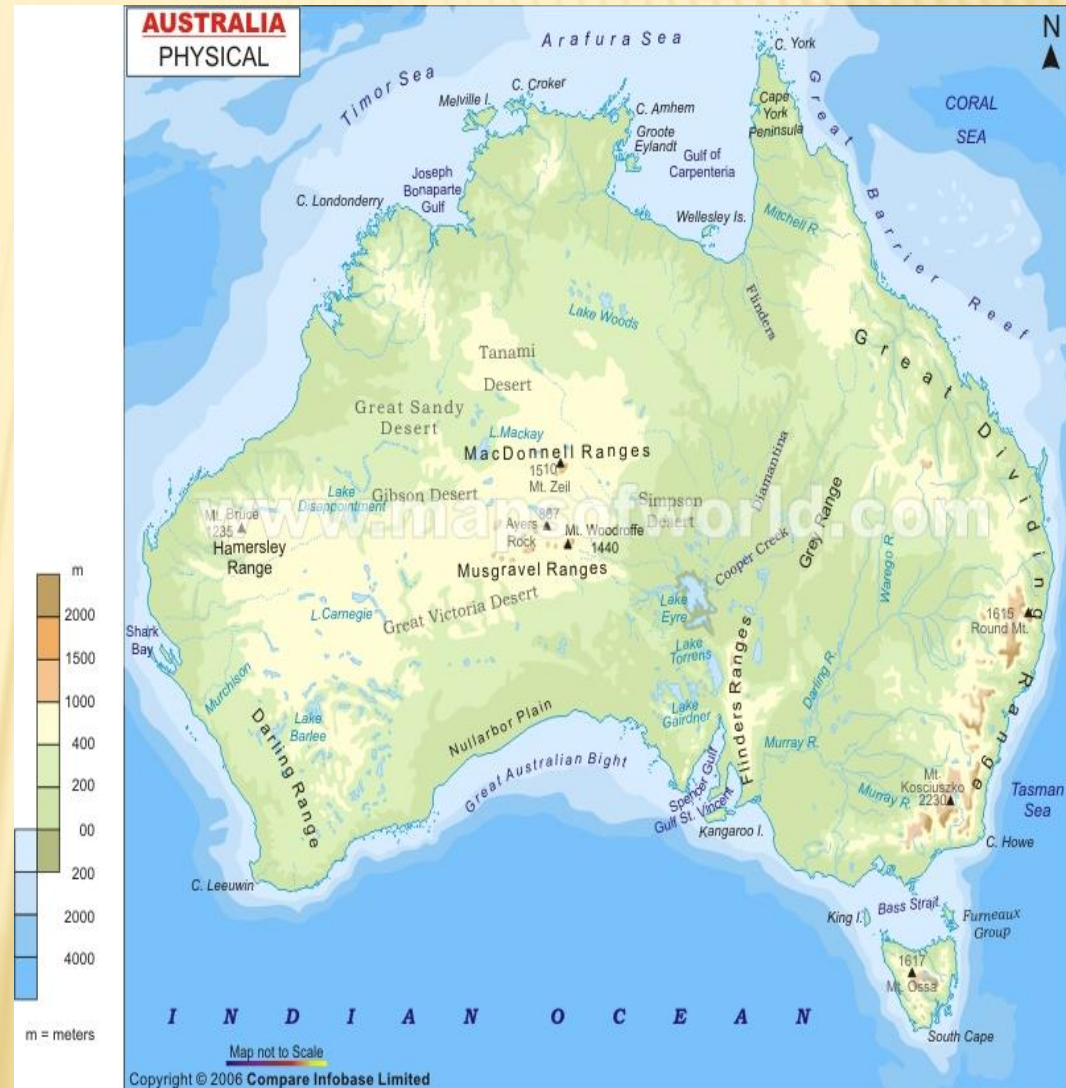 AUSTRALIA
PHYSICAL
N
Arafura Sea
Timor Sea
C. York
Great Barrier Reef
CORAL
SEA
C. Croker
Melville I.
C. Arnhem
Groote
Eylandt
Cape
York
Peninsula
Gulf of
Carpenteria
Joseph
Bonaparte
Gulf
C. Londonderry
Wellesley Is.
Mitchell R.
Flinders
Lake Woods
Great Dividing Range
Tanami
Desert
Great Sandy
Desert
L.Mackay
MacDonnell Ranges
1510
Mt. Zeil
Gibson Desert
Lake
Disappointment
Simpson
Desert
Diamantina
Grey Range
www.mapsofworld.com
Mt. Bruce
1235
Hamersley
Range
867
Ayers
Rock
Mt. Woodroffe
1440
Musgravel Ranges
Cooper Creek
Warego R.
L.Carnegie
Great Victoria Desert
Lake
Eyre
1615
Round Mt.
Shark
Bay
Lake
Torrens
Flinders Ranges
Darling R.
Murchison
Lake
Barlee
Darling Range
Nullarbor Plain
Lake
Gairdner
Murray R.
Great Australian Bight
Spencer Gulf
Gulf St. Vincent
Kangaroo I.
Murray R.
Mt.
Kosciuszko
2230
Tasman
Sea
C. Howe
C. Leeuwin
King I.
Bass Strait
Furneaux
Group
1617
Mt. Ossa
South Cape
INDIAN OCEAN
m
2000
1500
1000
400
200
00
200
2000
4000
m = meters
Map not to Scale
Copyright © 2006 Compare Infobase Limited